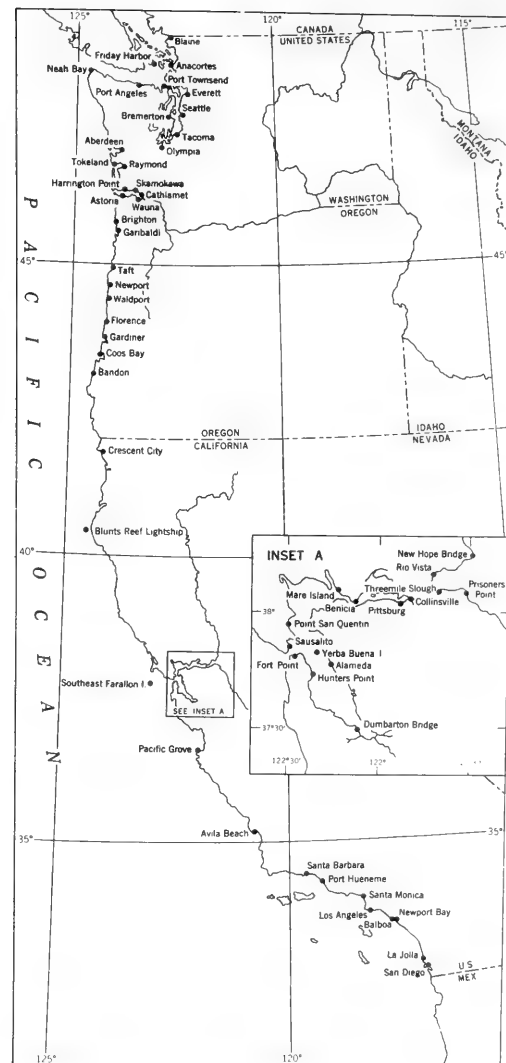 125°
120°
115°
CANADA
UNITED STATES
Blaine
Friday Harbor
Neah Bay
Anacortes
Port Townsend
Port Angeles
Everett
Seattle
Bremerton
Tacoma
Olympia
Aberdeen
Tokeland
Raymond
Harrington Point
Skamokawa
Cathlamet
Astoria
Wauna
Brighton
Garibaldi
MONTANA
IDAHO
WASHINGTON
OREGON
45°
45°
Taft
Newport
Waldport
Florence
Gardiner
Coos Bay
Bandon
OREGON
CALIFORNIA
IDAHO
NEVADA
Crescent City
Blunts Reef Lightship
40°
PACIFIC OCEAN
INSET A
New Hope Bridge
Rio Vista
Threemile Slough
Prisoners
Point
Mare Island
Benicia
Collinsville
Pittsburg
38°
Point San Quentin
Sausalito
Yerba Buena I
Fort Point
Alameda
Hunters Point
Dumbarton Bridge
37°30'
122°30'
122°
SEE INSET A
Southeast Farallon I.
Pacific Grove
35°
35°
Avila Beach
Santa Barbara
Port Hueneme
Santa Monica
Los Angeles
Newport Bay
Balboa
La Jolla
San Diego
U S
MEX
125°
120°